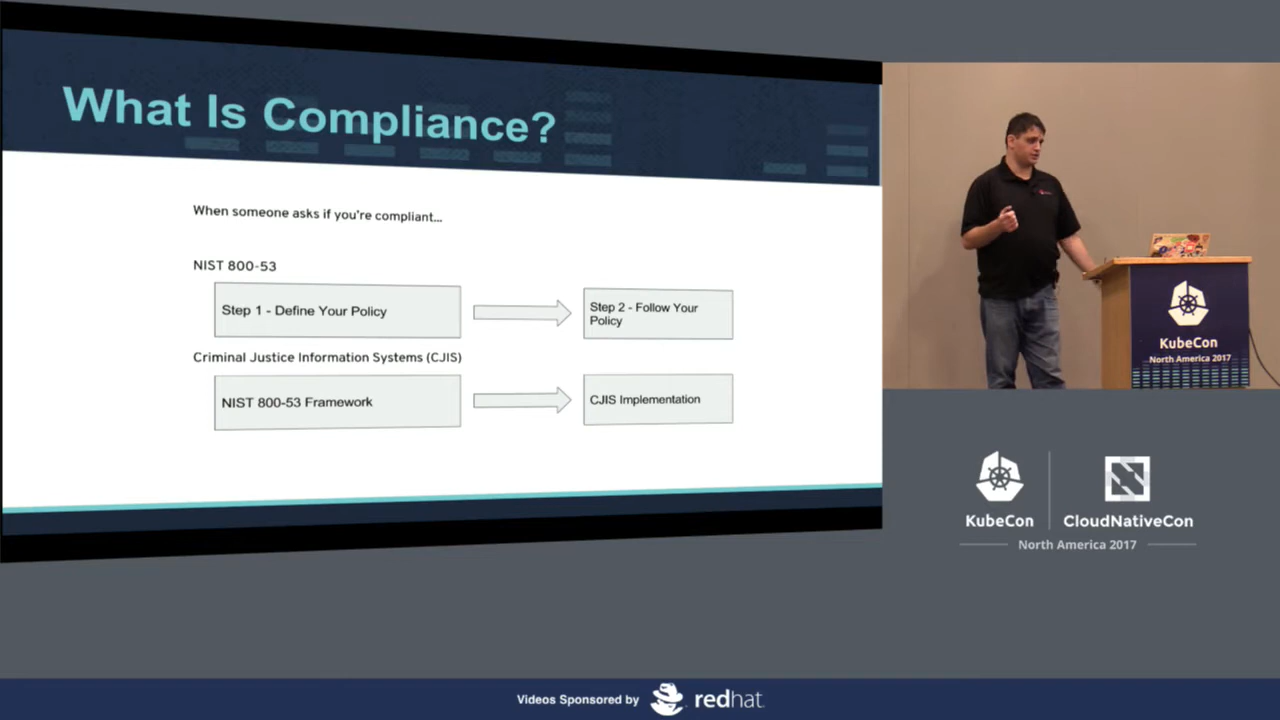 What Is Compliance?
When someone asks if you're compliant...
NIST 800-53
Step 1 - Define Your Policy
Step 2 - Follow Your
Policy
Criminal Justice Information Systems (CJIS)
NIST 800-53 Framework
CJIS Implementation
KubeCon
North America 2017
KubeCon
CloudNativeCon
North America 2017
Videos Sponsored by
redhat.